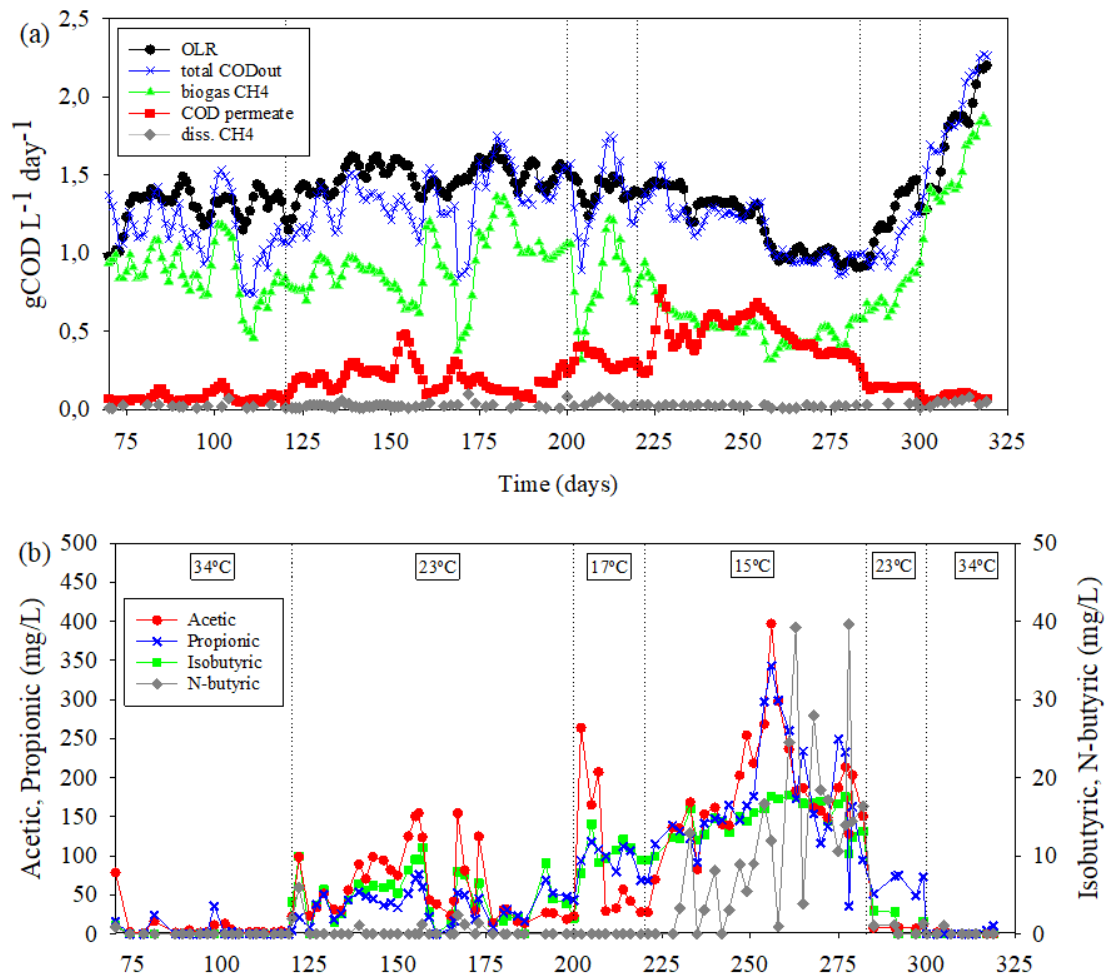 (a)
2,5
2,0
1,5
1,0
0,5
0,0
gCOD L-1 day-1
OLR
total CODout
biogas CH4
COD permeate
diss. CH4
75 100 125 150 175 200 225 250 275 300 325
Time (days)
(b)
500
450
400
350
300
250
200
150
100
50
0
Acetic, Propionic (mg/L)
34ºC 23ºC 17ºC 15ºC 23ºC 34ºC
Acetic
Propionic
Isobutyric
N-butyric
50
40
30
20
10
0
Isobutyric, N-butyric (mg/L)
75 100 125 150 175 200 225 250 275 300 325